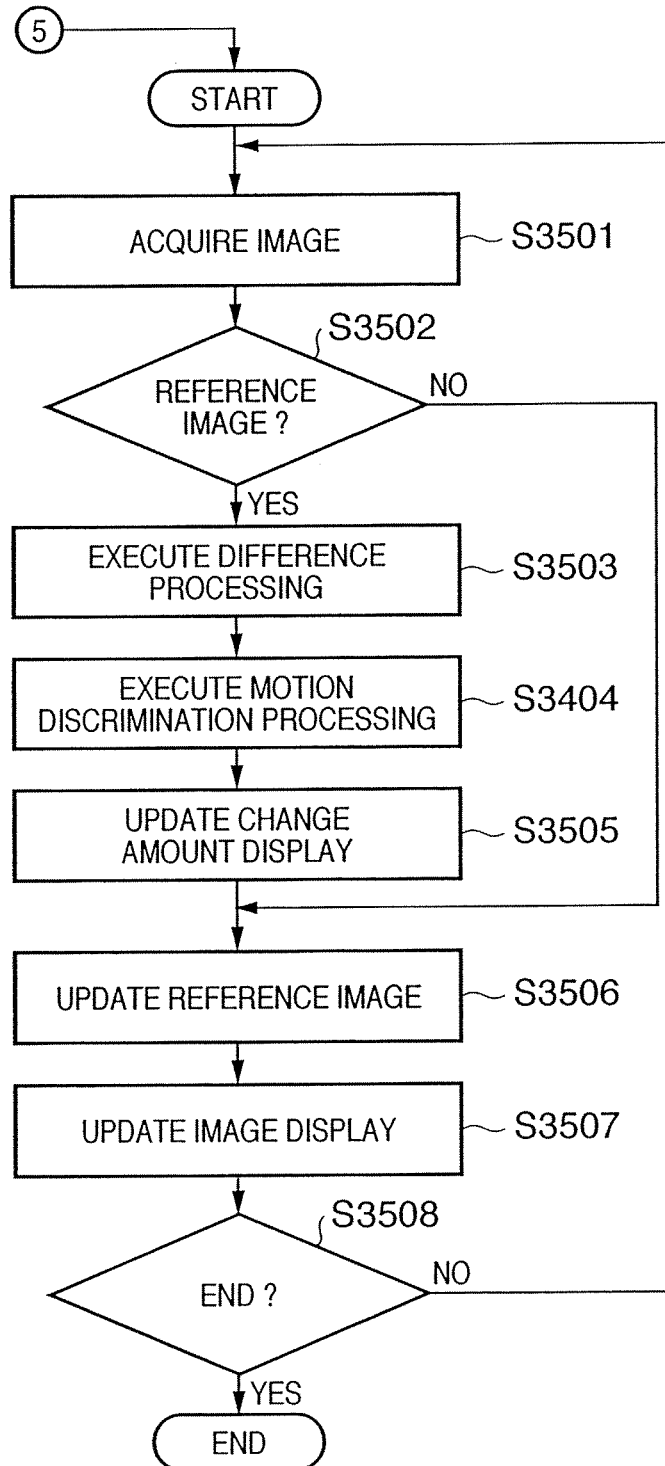 5
START
ACQUIRE IMAGE
S3501
S3502
REFERENCE
IMAGE ?
NO
YES
EXECUTE DIFFERENCE
PROCESSING
S3503
EXECUTE MOTION
DISCRIMINATION PROCESSING
S3404
UPDATE CHANGE
AMOUNT DISPLAY
S3505
UPDATE REFERENCE IMAGE
S3506
UPDATE IMAGE DISPLAY
S3507
S3508
END ?
NO
YES
END